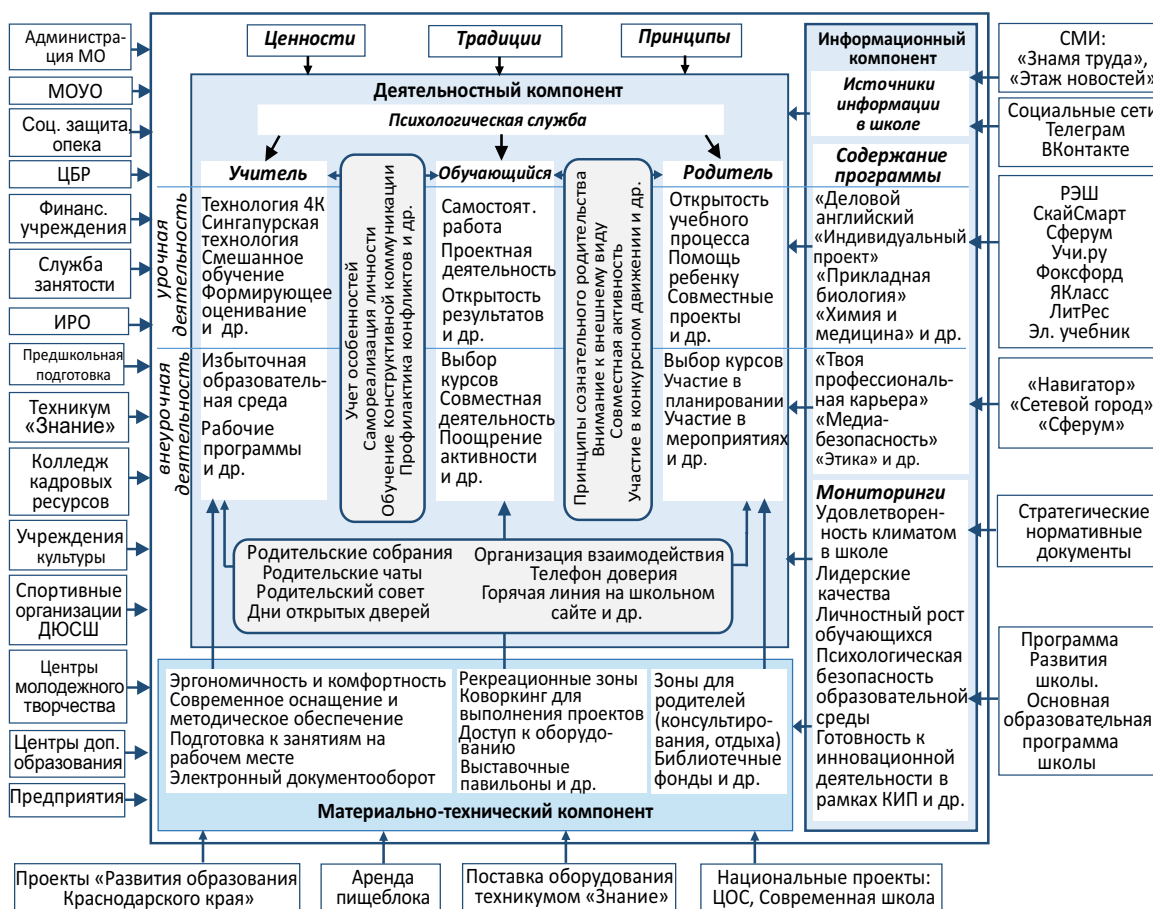 Администра-
ция МО
МОУО
Соц. защита,
опека
ЦБР
Финанс.
учреждения
Служба
занятости
ИРО
Предшкольная
подготовка
Техникум
«Знание»
Колледж
кадровых
ресурсов
Учреждения
культуры
Спортивные
организации
ДЮСШ
Центры
молодежного
творчества
Центры доп.
образования
Предприятия
Ценности
Традиции
Принципы
Деятельностный компонент
Психологическая служба
урочная
деятельность
внеурочная
деятельность
Учитель
Технология 4К
Сингапурская
технология
Смешанное
обучение
Формирующее
оценивание
и др.
Избыточная
образователь-
ная среда
Рабочие
программы
и др.
Учет особенностей
Самореализация личности
Обучение конструктивной коммуникации
Профилактика конфликтов и др.
Обучающийся
Самостоят.
работа
Проектная
деятельность
Открытость
результатов
и др.
Выбор
курсов
Совместная
деятельность
Поощрение
активности
и др.
Принципы сознательного родительства
Внимание к внешнему виду
Совместная активность
Участие в конкурсном движении и др.
Родитель
Открытость
учебного
процесса
Помощь
ребенку
Совместные
проекты и др.
Выбор курсов
Участие в
планировании
Участие в
мероприятиях
и др.
Родительские собрания
Родительские чаты
Родительский совет
Дни открытых дверей
Организация взаимодействия
Телефон доверия
Горячая линия на школьном
сайте и др.
Эргономичность и комфортность
Современное оснащение и
методическое обеспечение
Подготовка к занятиям на
рабочем месте
Электронный документооборот
Рекреационные зоны
Коворкинг для
выполнения проектов
Доступ к оборудо-
ванию
Выставочные
павильоны и др.
Зоны для
родителей
(консультиро-
вания, отдыха)
Библиотечные
фонды и др.
Материально-технический компонент
Информационный
компонент
Источники
информации
в школе
Содержание
программы
«Деловой
английский
«Индивидуальный
проект»
«Прикладная
биология»
«Химия и
медицина» и др.
“Твоя
профессиональ-
ная карьера»
«Медиа-
безопасность»
«Этика» и др.
Мониторинги
Удовлетворен-
ность климатом
в школе
Лидерские
качества
Личностный рост
обучающихся
Психологическая
безопасность
образовательной
среды
Готовность к
инновационной
деятельности в
рамках КИП и др.
СМИ:
«Знамя труда»,
«Этаж новостей»
Социальные сети
Телеграм
ВКонтакте
РЭШ
СкайСмарт
Сферум
Учи.ру
Фоксфорд
ЯКласс
ЛитРес
Эл. учебник
«Навигатор»
«Сетевой город»
«Сферум»
Стратегические
нормативные
документы
Программа
Развития
школы.
Основная
образовательная
программа
школы
Проекты «Развития образования
Краснодарского края»
Аренда
пищеблока
Поставка оборудования
техникумом «Знание»
Национальные проекты:
ЦОС, Современная школа